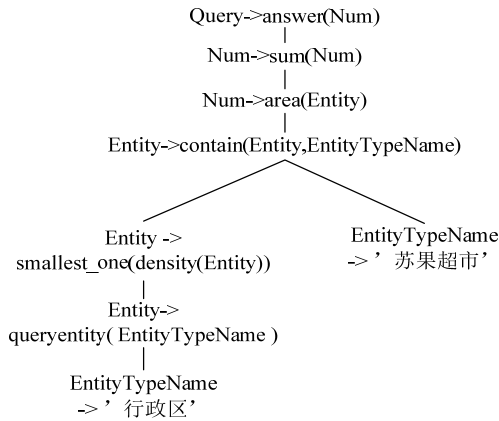 Query->answer(Num)
Num->sum(Num)
Num->area(Entity)
Entity->contain(Entity,EntityTypeName)
Entity ->
smallest_one(density(Entity))
Entity->
queryentity( EntityTypeName )
EntityTypeName
->’行政区’
EntityTypeName
->’苏果超市’